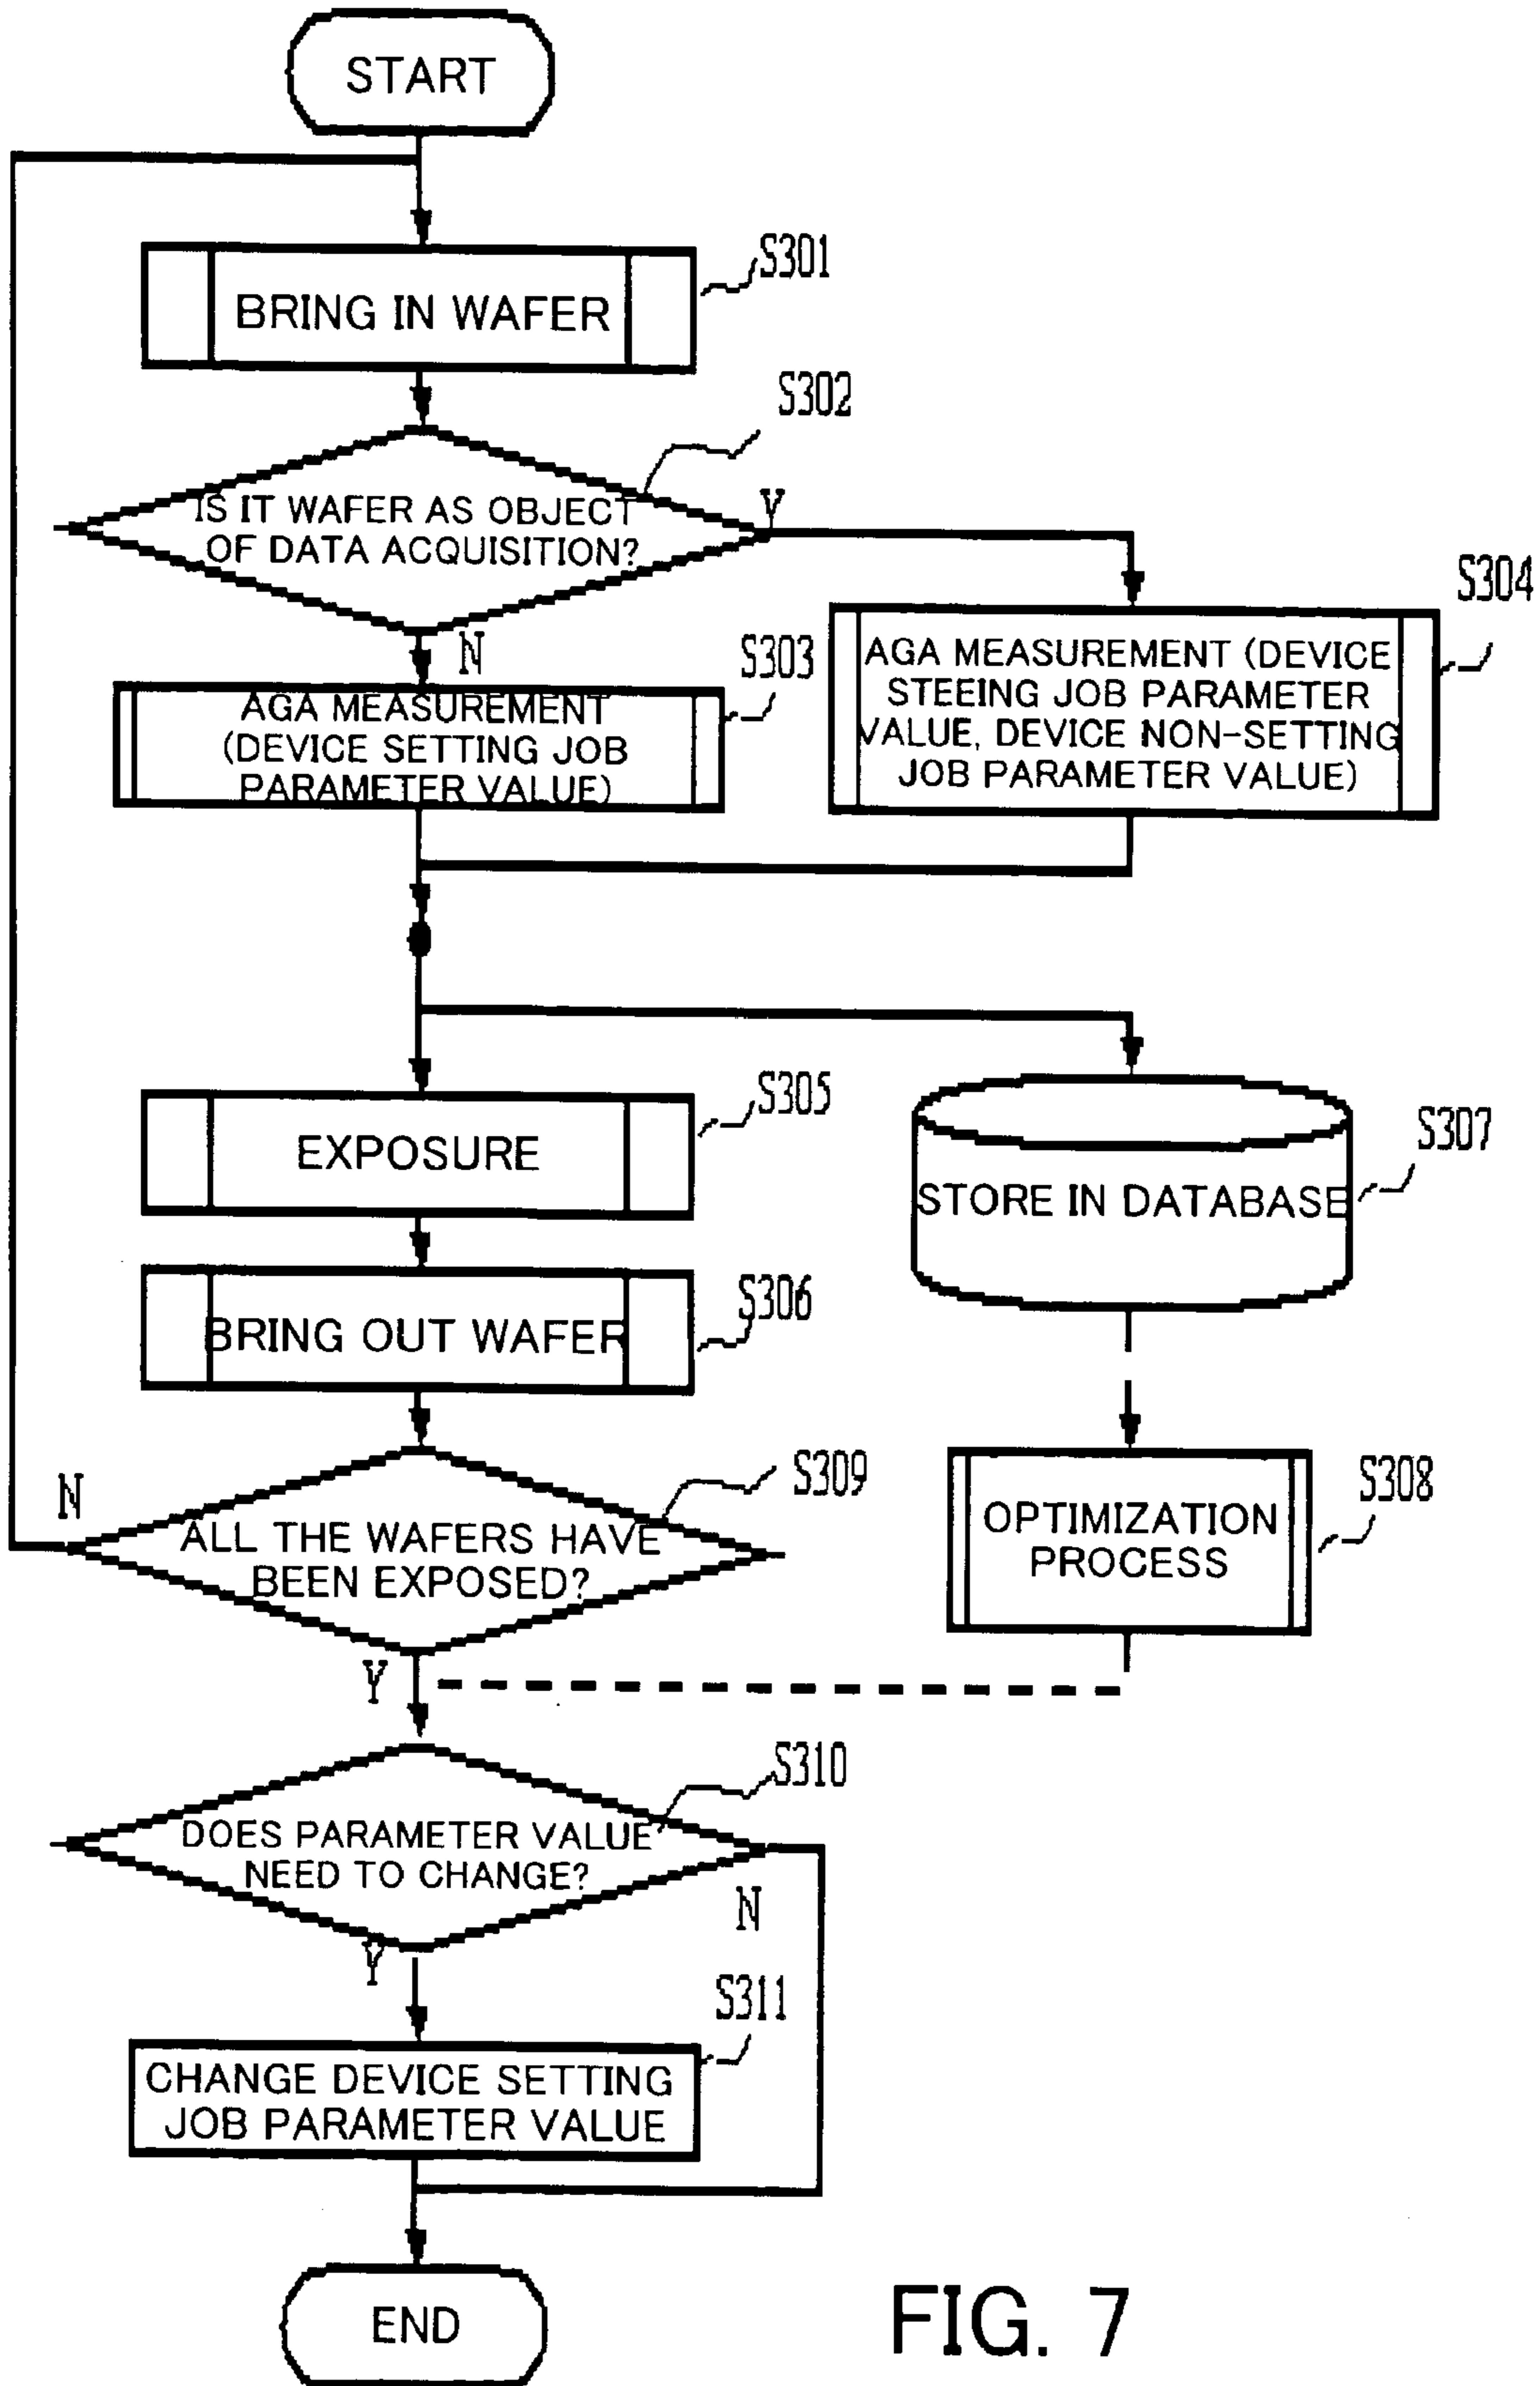 START
BRING IN WAFER
S301
S302
IS IT WAFER AS OBJECT
OF DATA ACQUISITION?
Y
N
S303
AGA MEASUREMENT
(DEVICE SETTING JOB
PARAMETER VALUE)
S304
AGA MEASUREMENT (DEVICE
STEEING JOB PARAMETER
VALUE, DEVICE NON-SETTING
JOB PARAMETER VALUE)
S305
EXPOSURE
S307
STORE IN DATABASE
S306
BRING OUT WAFER
S309
N
ALL THE WAFERS HAVE
BEEN EXPOSED?
S308
OPTIMIZATION
PROCESS
Y
S310
DOES PARAMETER VALUE
NEED TO CHANGE?
N
Y
S311
CHANGE DEVICE SETTING
JOB PARAMETER VALUE
END
FIG. 7